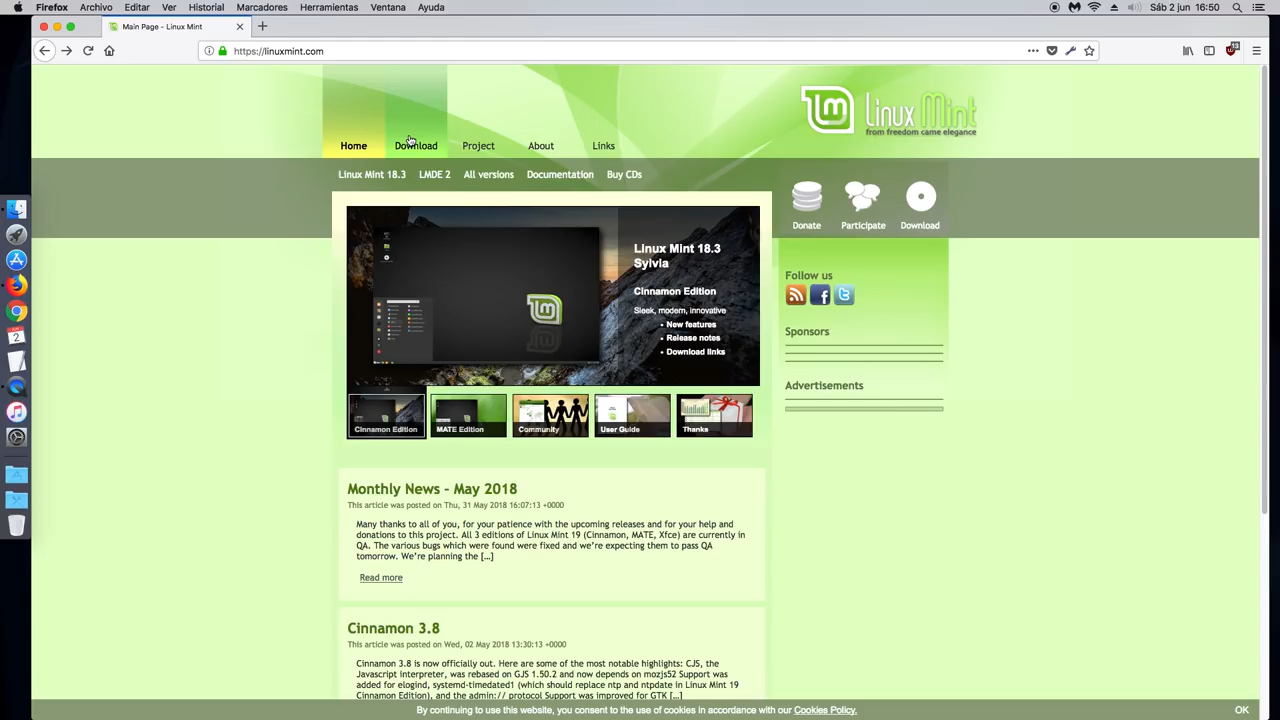 Firefox Archivo Editar Ver Historial Marcadores Herramientas Ventana Ayuda
Sáb 2 jun 16:50
Main Page - Linux Mint
https://linuxmint.com
Linux Mint
from freedom came elegance
Home Download Project About Links
Linux Mint 18.3 LMDE 2 All versions Documentation Buy CDs
Donate Participate Download
Linux Mint 18.3
Sylvia
Cinnamon Edition
Sleek, modern, innovative
• New features
• Release notes
• Download links
Cinnamon Edition MATE Edition Community User Guide Thanks
Follow us
Sponsors
Advertisements
Monthly News – May 2018
This article was posted on Thu, 31 May 2018 16:07:13 +0000
Many thanks to all of you, for your patience with the upcoming releases and for your help and
donations to this project. All 3 editions of Linux Mint 19 (Cinnamon, MATE, Xfce) are currently in
QA. The various bugs which were found were fixed and we’re expecting them to pass QA
tomorrow. We’re planning the […]
Read more
Cinnamon 3.8
This article was posted on Wed, 02 May 2018 13:30:13 +0000
Cinnamon 3.8 is now officially out. Here are some of the most notable highlights: CJS, the
Javascript interpreter, was rebased on GJS 1.50.2 and now depends on mozjs52 Support was
added for elogind, systemd-timedated1 (which should replace ntp and ntpdate in Linux Mint 19
Cinnamon Edition), and the admin:// protocol Support was improved for GTK […]
By continuing to use this website, you consent to the use of cookies in accordance with our Cookies Policy.
OK